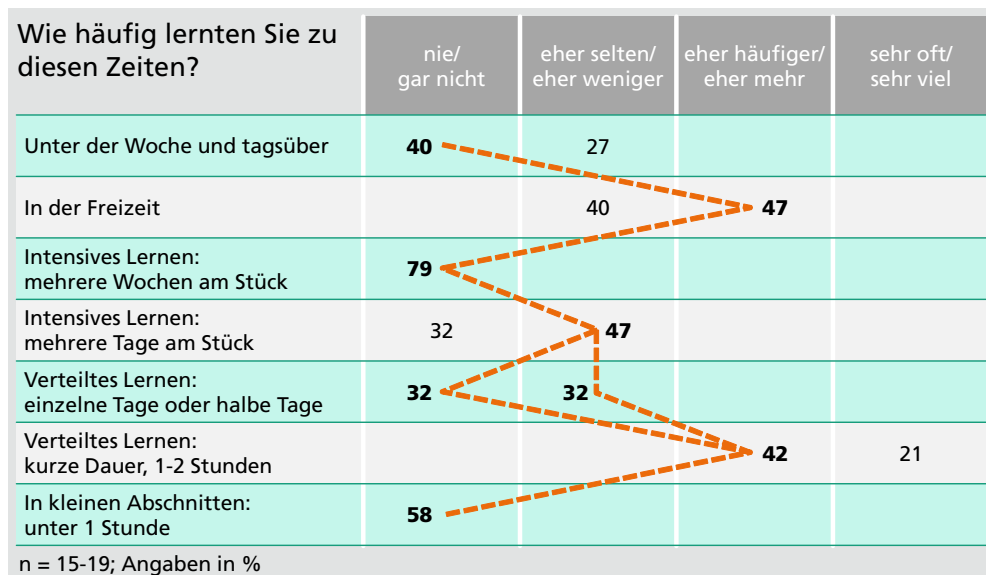 Wie häufig lernten Sie zu
diesen Zeiten?
nie/
gar nicht
eher selten/
eher weniger
eher häufiger/
eher mehr
sehr oft/
sehr viel
Unter der Woche und tagsüber 40 27
In der Freizeit 40 47
Intensives Lernen:
mehrere Wochen am Stück
79
Intensives Lernen:
mehrere Tage am Stück
32 47
Verteiltes Lernen:
einzelne Tage oder halbe Tage
32 32
Verteiltes Lernen:
kurze Dauer, 1-2 Stunden
42 21
In kleinen Abschnitten:
unter 1 Stunde
58
n = 15-19; Angaben in %